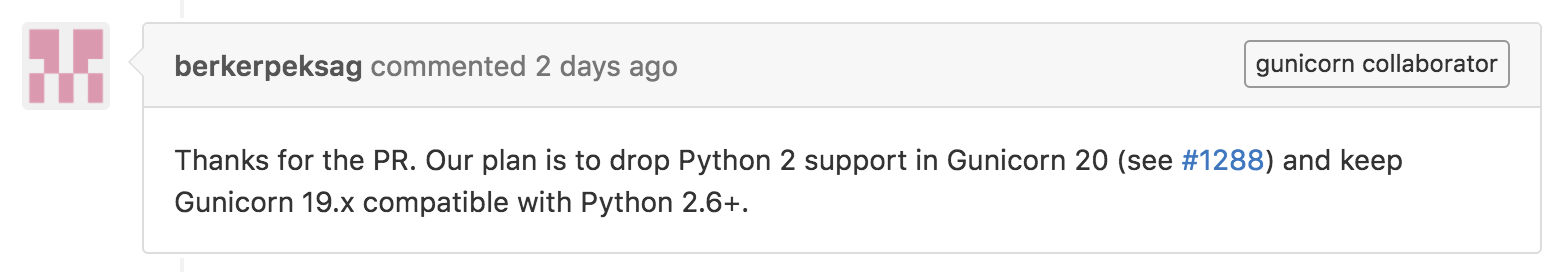 berkerpeksag commented 2 days ago
gunicorn collaborator
Thanks for the PR. Our plan is to drop Python 2 support in Gunicorn 20 (see #1288) and keep
Gunicorn 19.x compatible with Python 2.6+.